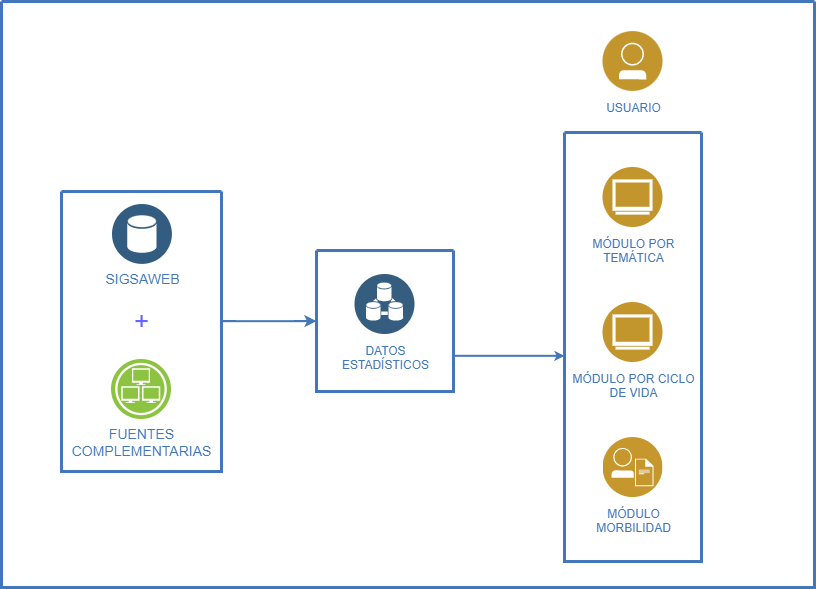 SIGSAWEB
+
FUENTES
COMPLEMENTARIAS
DATOS
ESTADÍSTICOS
USUARIO
MÓDULO POR
TEMÁTICA
MÓDULO POR CICLO
DE VIDA
MÓDULO
MORBILIDAD